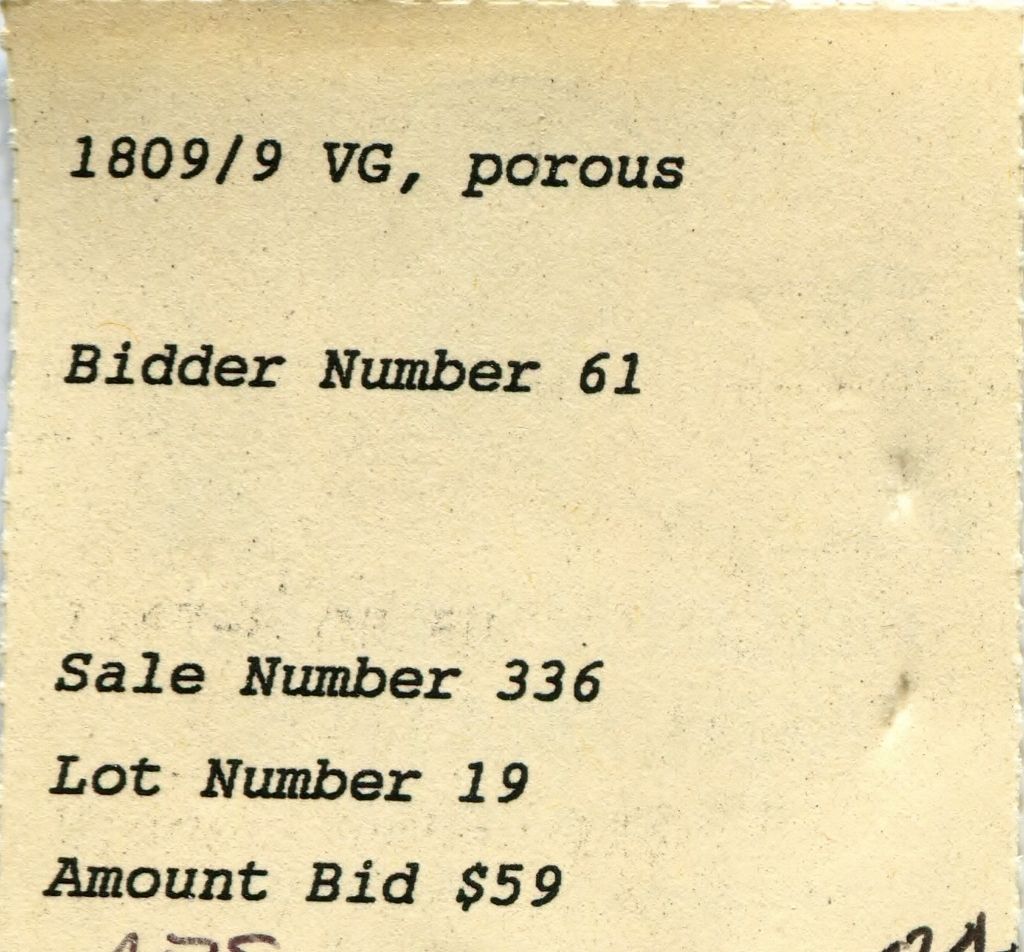 1809/9 VG, porous
Bidder Number 61
Sale Number 336
Lot Number 19
Amount Bid $59